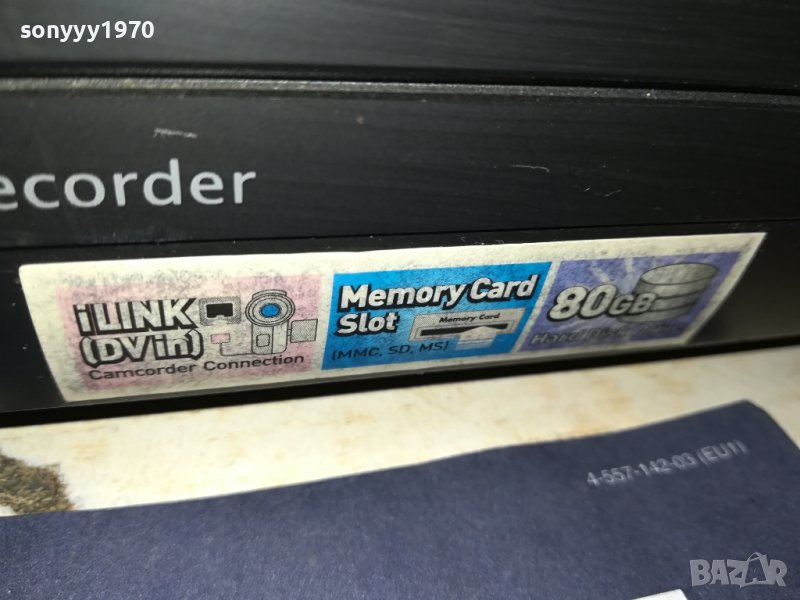 sonyyy1970
ecorder
iLINK
(DV in)
Camcorder Connection
Memory Card
Slot
Memory Card
(MMC, SD, MS)
80GB
4-557-142-03 (EU1)
BAZAR